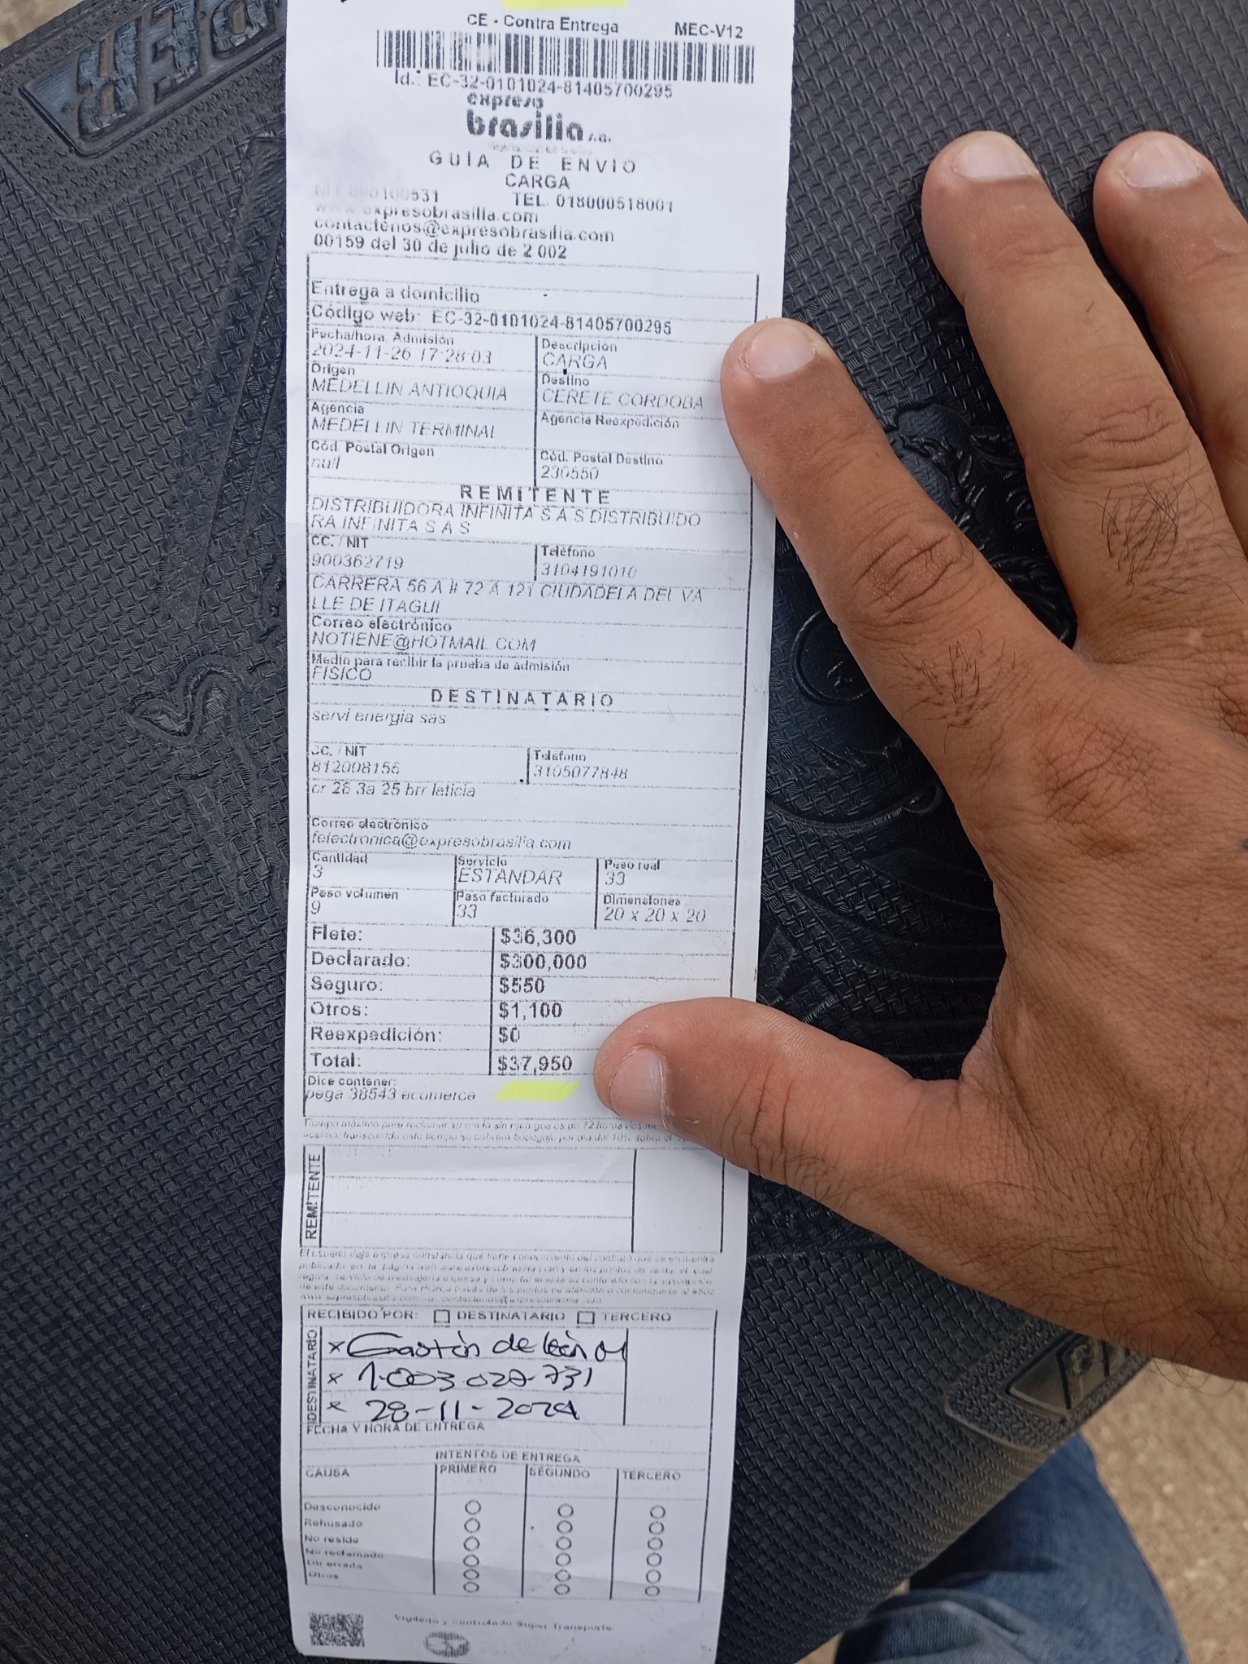 CE - Contra Entrega MEC-V12
Id.: EC-32-0101024-81405700295
expreso
brasilia s.a.
GUIA DE ENVIO
CARGA
TEL. 018000518001
www.expresobrasilia.com
contactenos@expresobrasilia.com
00159 del 30 de julio de 2 002
Entrega a domicilio
Código web: EC-32-0101024-81405700295
Fecha/hora Admisión Descripción
2024-11-26 17:28:03 CARGA
Origen Destino
MEDELLIN ANTIOQUIA CERETE CORDOBA
Agencia Agencia Reexpedición
MEDELLIN TERMINAL
Cód. Postal Origen Cód. Postal Destino
null 230550
REMITENTE
DISTRIBUIDORA INFINITA S A S DISTRIBUIDO
RA INFINITA S A S
CC. / NIT Teléfono
900362719 3104191010
CARRERA 56 A # 72 A 121 CIUDADELA DEL VA
LLE DE ITAGUI
Correo electrónico
NOTIENE@HOTMAIL.COM
Medio para recibir la prueba de admisión
FISICO
DESTINATARIO
servi energia sas
CC. / NIT Teléfono
812008156 3105077848
cr 26 3a 25 brr leticia
Correo electrónico
felectronica@expresobrasilia.com
Cantidad Servicio Peso real
3 ESTANDAR 33
Peso volumen Peso facturado Dimensiones
9 33 20 x 20 x 20
Flete: $36,300
Declarado: $300,000
Seguro: $550
Otros: $1,100
Reexpedición: $0
Total: $37,950
Dice contener:
pega 38543 ecomerce
REMITENTE
RECIBIDO POR: DESTINATARIO TERCERO
DESTINATARIO
x Gastón de león M
x 1.003.027.731
x 28-11-2024
FECHA Y HORA DE ENTREGA
INTENTOS DE ENTREGA
CAUSA PRIMERO SEGUNDO TERCERO
Desconocido
Rehusado
No reside
No reclamado
Dir errada
Otros
Vigilado y controlado Super Transporte